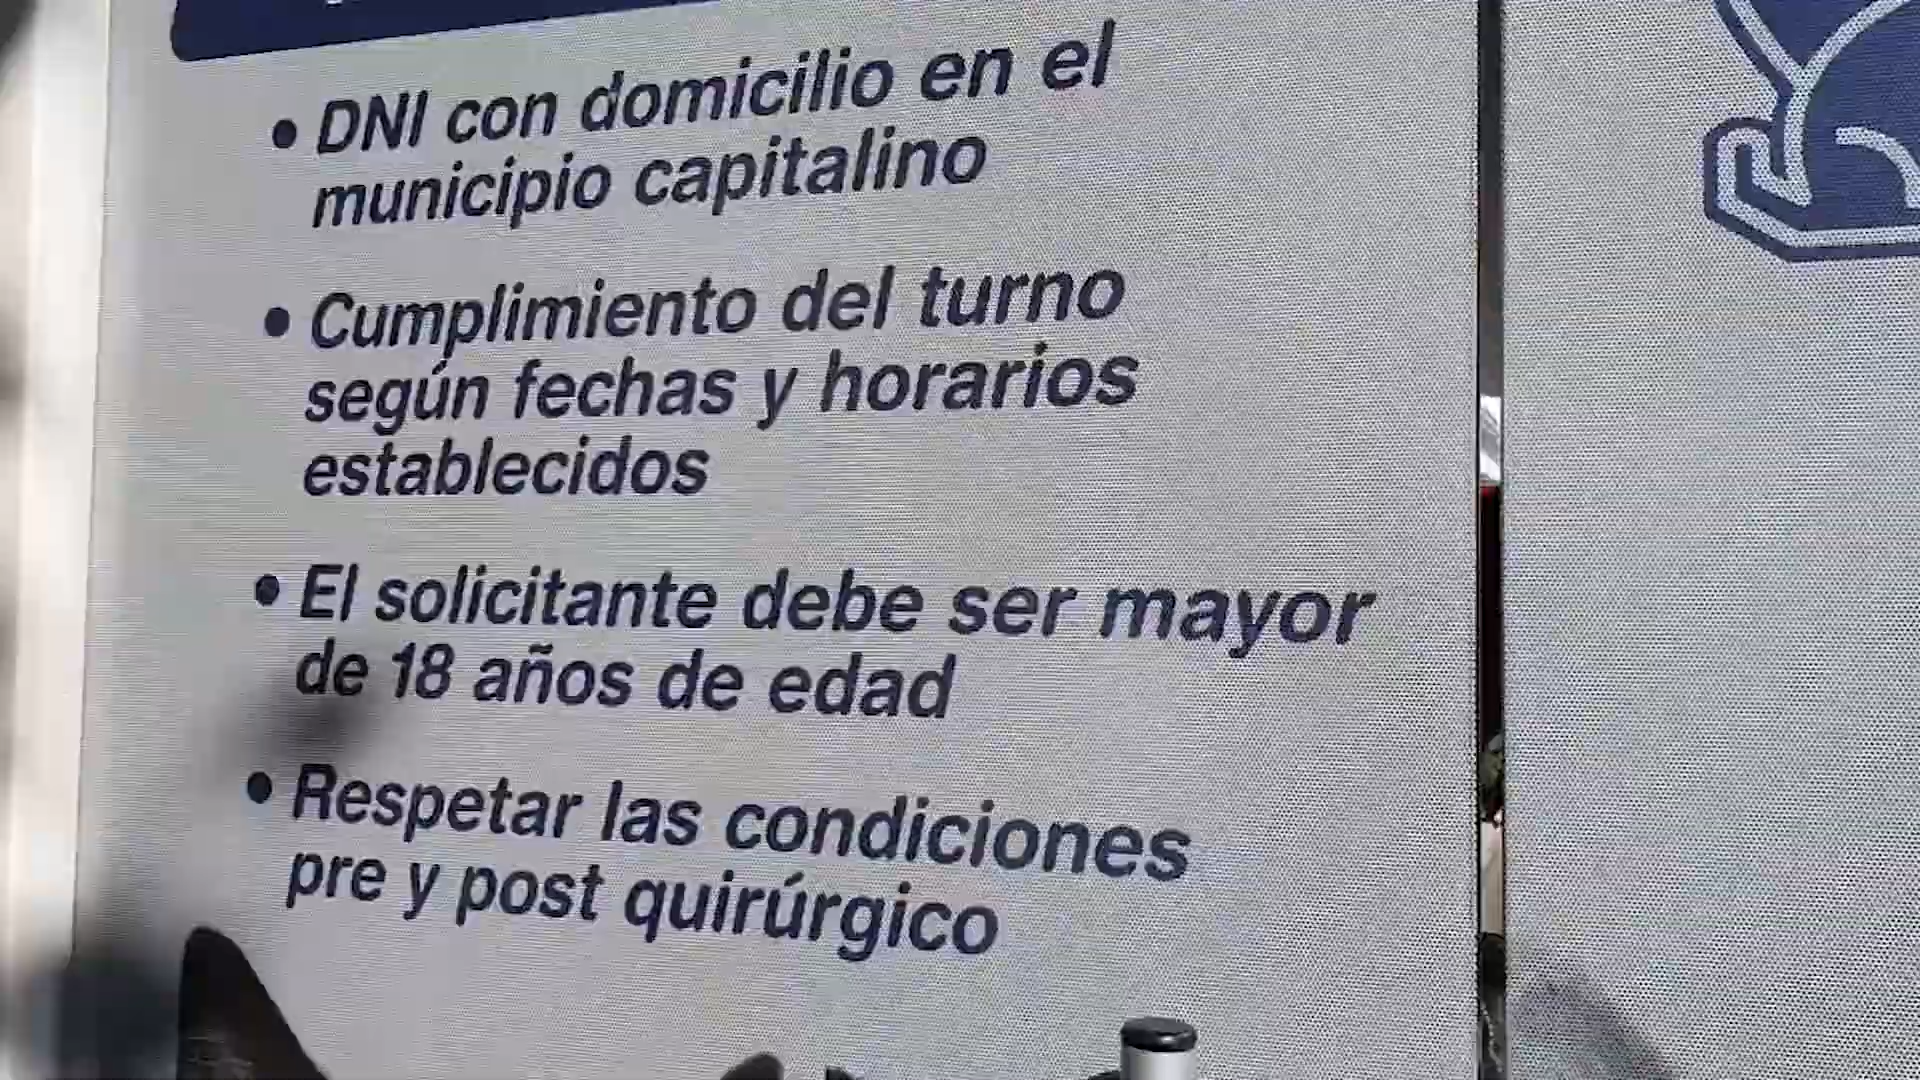 • DNI con domicilio en el
municipio capitalino
• Cumplimiento del turno
según fechas y horarios
establecidos
• El solicitante debe ser mayor
de 18 años de edad
• Respetar las condiciones
pre y post quirúrgico